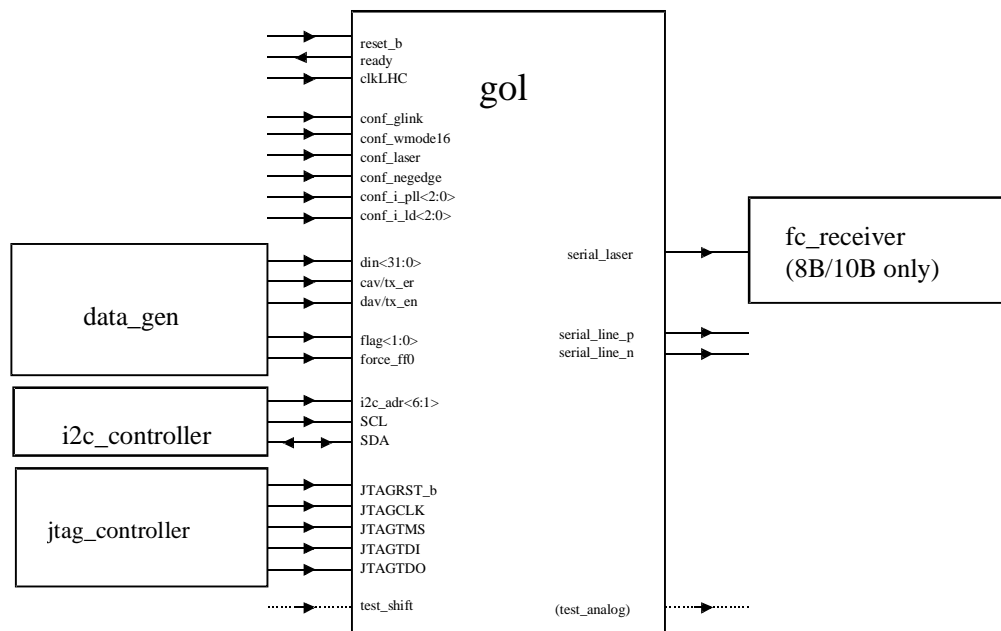 reset_b
ready
clkLHC
gol
conf_glink
conf_wmode16
conf_laser
conf_negedge
conf_i_pll<2:0>
conf_i_ld<2:0>
data_gen
din<31:0>
cav/tx_er
dav/tx_en
flag<1:0>
force_ff0
serial_laser
serial_line_p
serial_line_n
fc_receiver
(8B/10B only)
i2c_controller
i2c_adr<6:1>
SCL
SDA
jtag_controller
JTAGRST_b
JTAGCLK
JTAGTMS
JTAGTDI
JTAGTDO
test_shift
(test_analog)